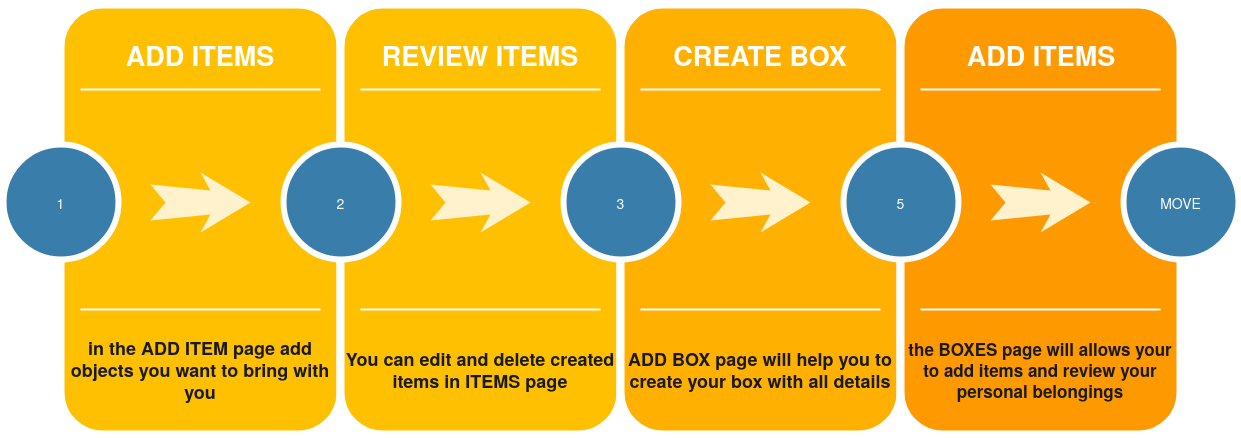 ADD ITEMS
REVIEW ITEMS
CREATE BOX
ADD ITEMS
1
2
3
5
MOVE
in the ADD ITEM page add
objects you want to bring with
you
You can edit and delete created
items in ITEMS page
ADD BOX page will help you to
create your box with all details
the BOXES page will allows your
to add items and review your
personal belongings